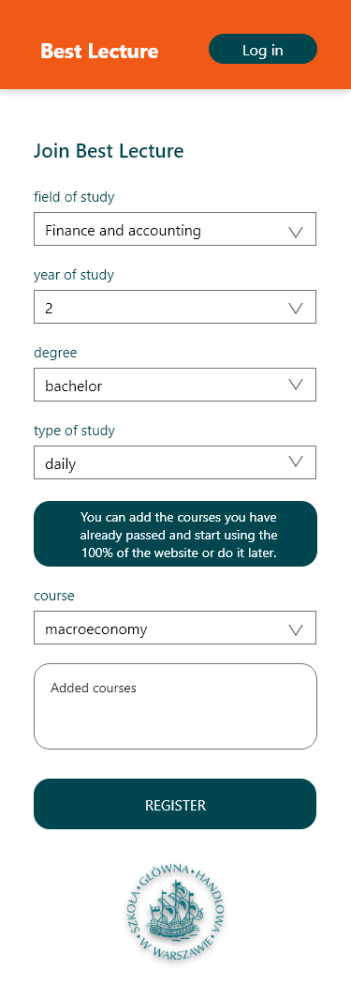 Best Lecture
Log in
Join Best Lecture
field of study
Finance and accounting
year of study
2
degree
bachelor
type of study
daily
You can add the courses you have
already passed and start using the
100% of the website or do it later.
course
macroeconomy
Added courses
REGISTER
SZKOŁA • GŁÓWNA • HANDLOWA
• W WARSZAWIE •